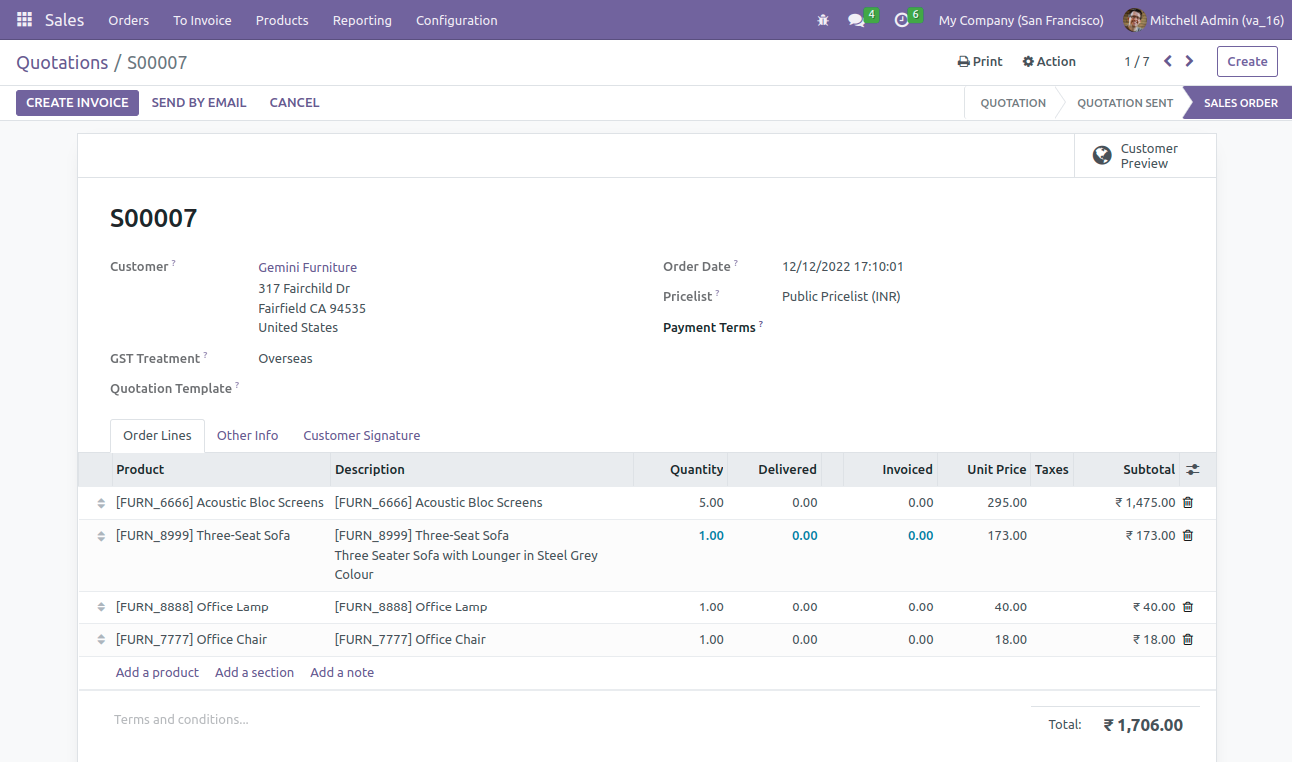 Sales Orders To Invoice Products Reporting Configuration 4 6 My Company (San Francisco) Mitchell Admin (va_16)
Quotations / S00007 Print Action 1 / 7 Create
CREATE INVOICE SEND BY EMAIL CANCEL QUOTATION QUOTATION SENT SALES ORDER
Customer
Preview
S00007
Customer ? Gemini Furniture Order Date ? 12/12/2022 17:10:01
317 Fairchild Dr Pricelist ? Public Pricelist (INR)
Fairfield CA 94535
United States Payment Terms ?
GST Treatment ? Overseas
Quotation Template ?
Order Lines Other Info Customer Signature
Product Description Quantity Delivered Invoiced Unit Price Taxes Subtotal
[FURN_6666] Acoustic Bloc Screens [FURN_6666] Acoustic Bloc Screens 5.00 0.00 0.00 295.00 ₹ 1,475.00
[FURN_8999] Three-Seat Sofa [FURN_8999] Three-Seat Sofa 1.00 0.00 0.00 173.00 ₹ 173.00
Three Seater Sofa with Lounger in Steel Grey
Colour
[FURN_8888] Office Lamp [FURN_8888] Office Lamp 1.00 0.00 0.00 40.00 ₹ 40.00
[FURN_7777] Office Chair [FURN_7777] Office Chair 1.00 0.00 0.00 18.00 ₹ 18.00
Add a product Add a section Add a note
Terms and conditions... Total: ₹ 1,706.00